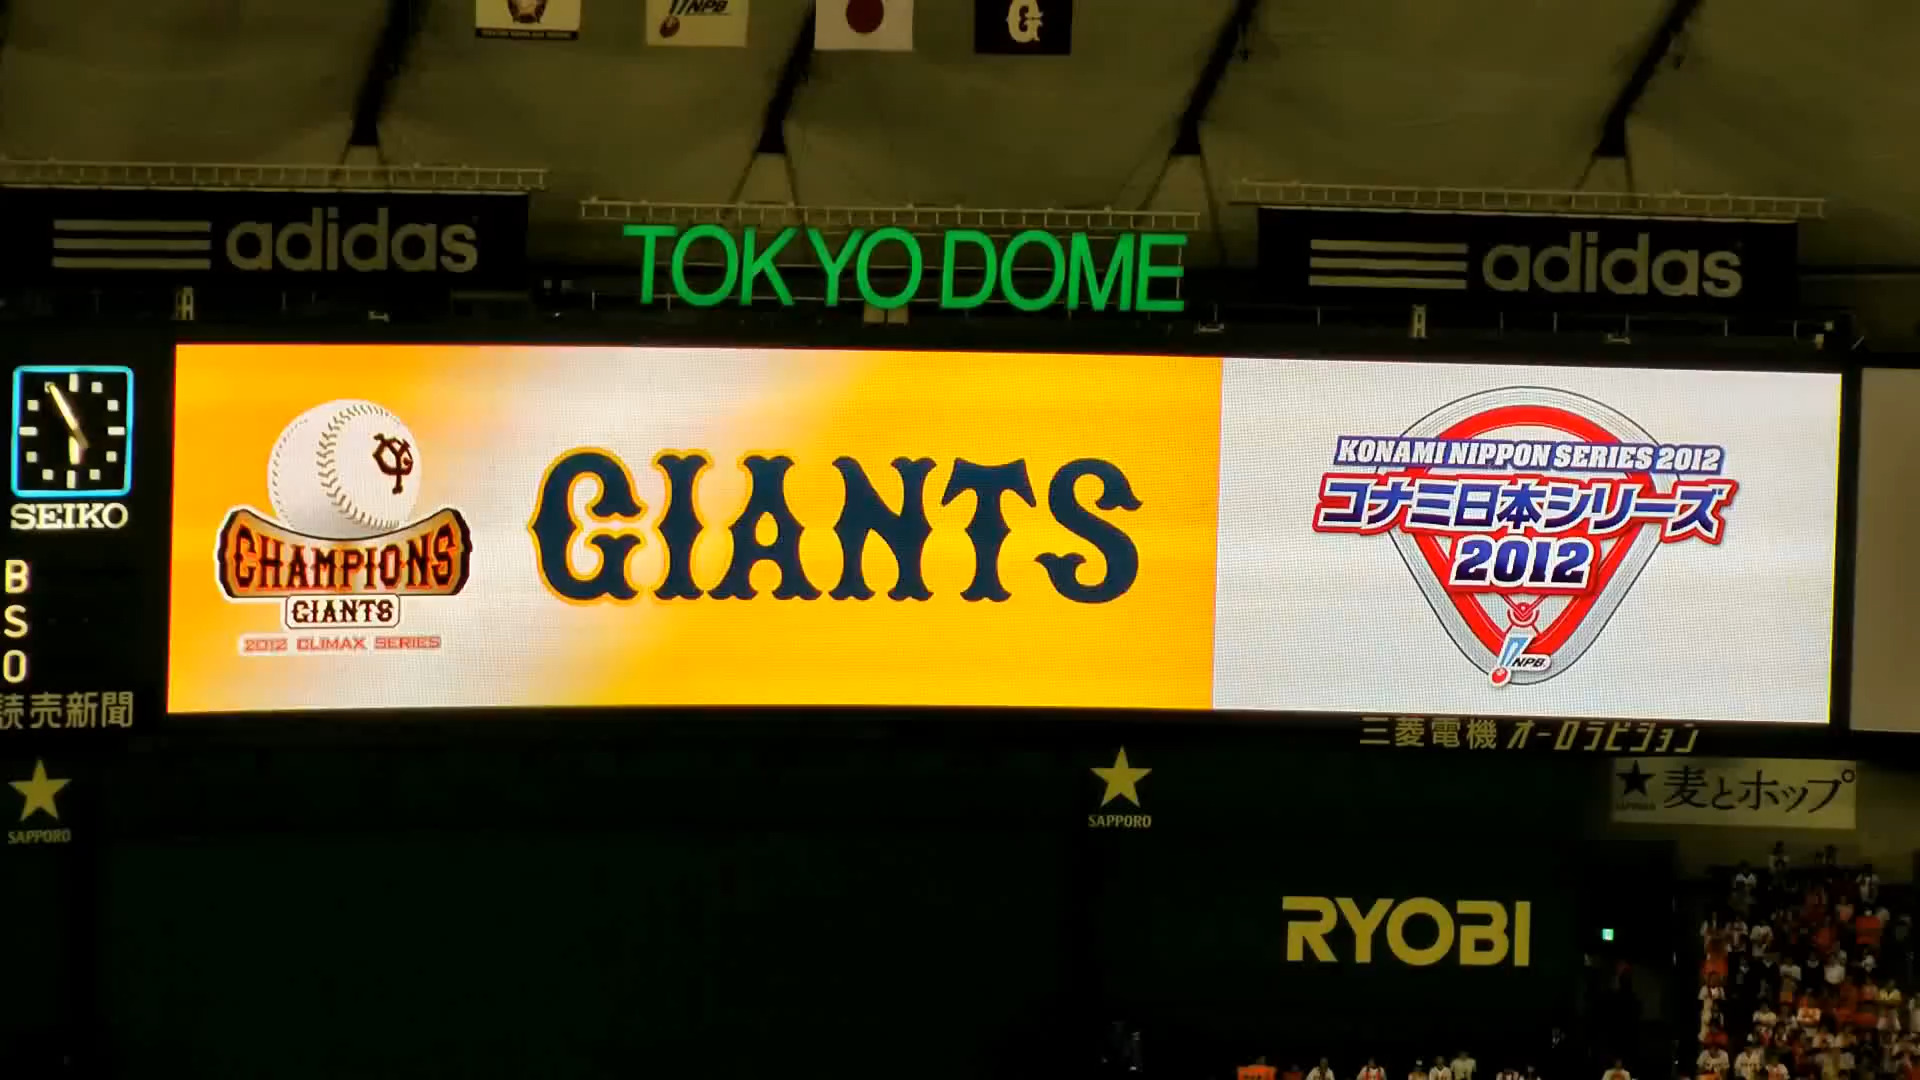 NPB
G
adidas
TOKYO DOME
adidas
SEIKO
B
S
O
読売新聞
YG
CHAMPIONS
GIANTS
2012 CLIMAX SERIES
GIANTS
KONAMI NIPPON SERIES 2012
コナミ日本シリーズ
2012
NPB
三菱電機 オーロラビジョン
SAPPORO
SAPPORO
麦とホップ
RYOBI